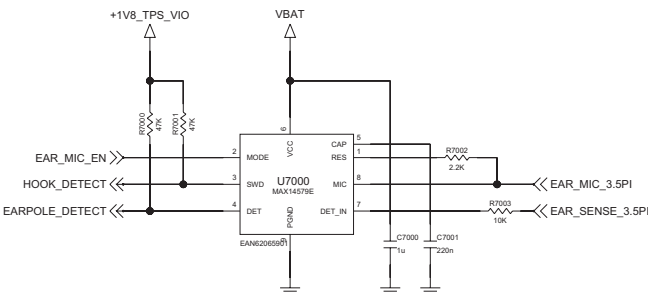 +1V8_TPS_VIO
VBAT
R7000
47K
R7001
47K
6
VCC
5
CAP
1
RES
R7002
2.2K
EAR_MIC_EN
2
MODE
HOOK_DETECT
3
SWD
U7000
MAX14579E
MIC
8
EAR_MIC_3.5PI
EARPOLE_DETECT
4
DET
PGND
DET_IN
7
R7003
10K
EAR_SENSE_3.5PI
9
EAN62065901
C7000
1u
C7001
220n